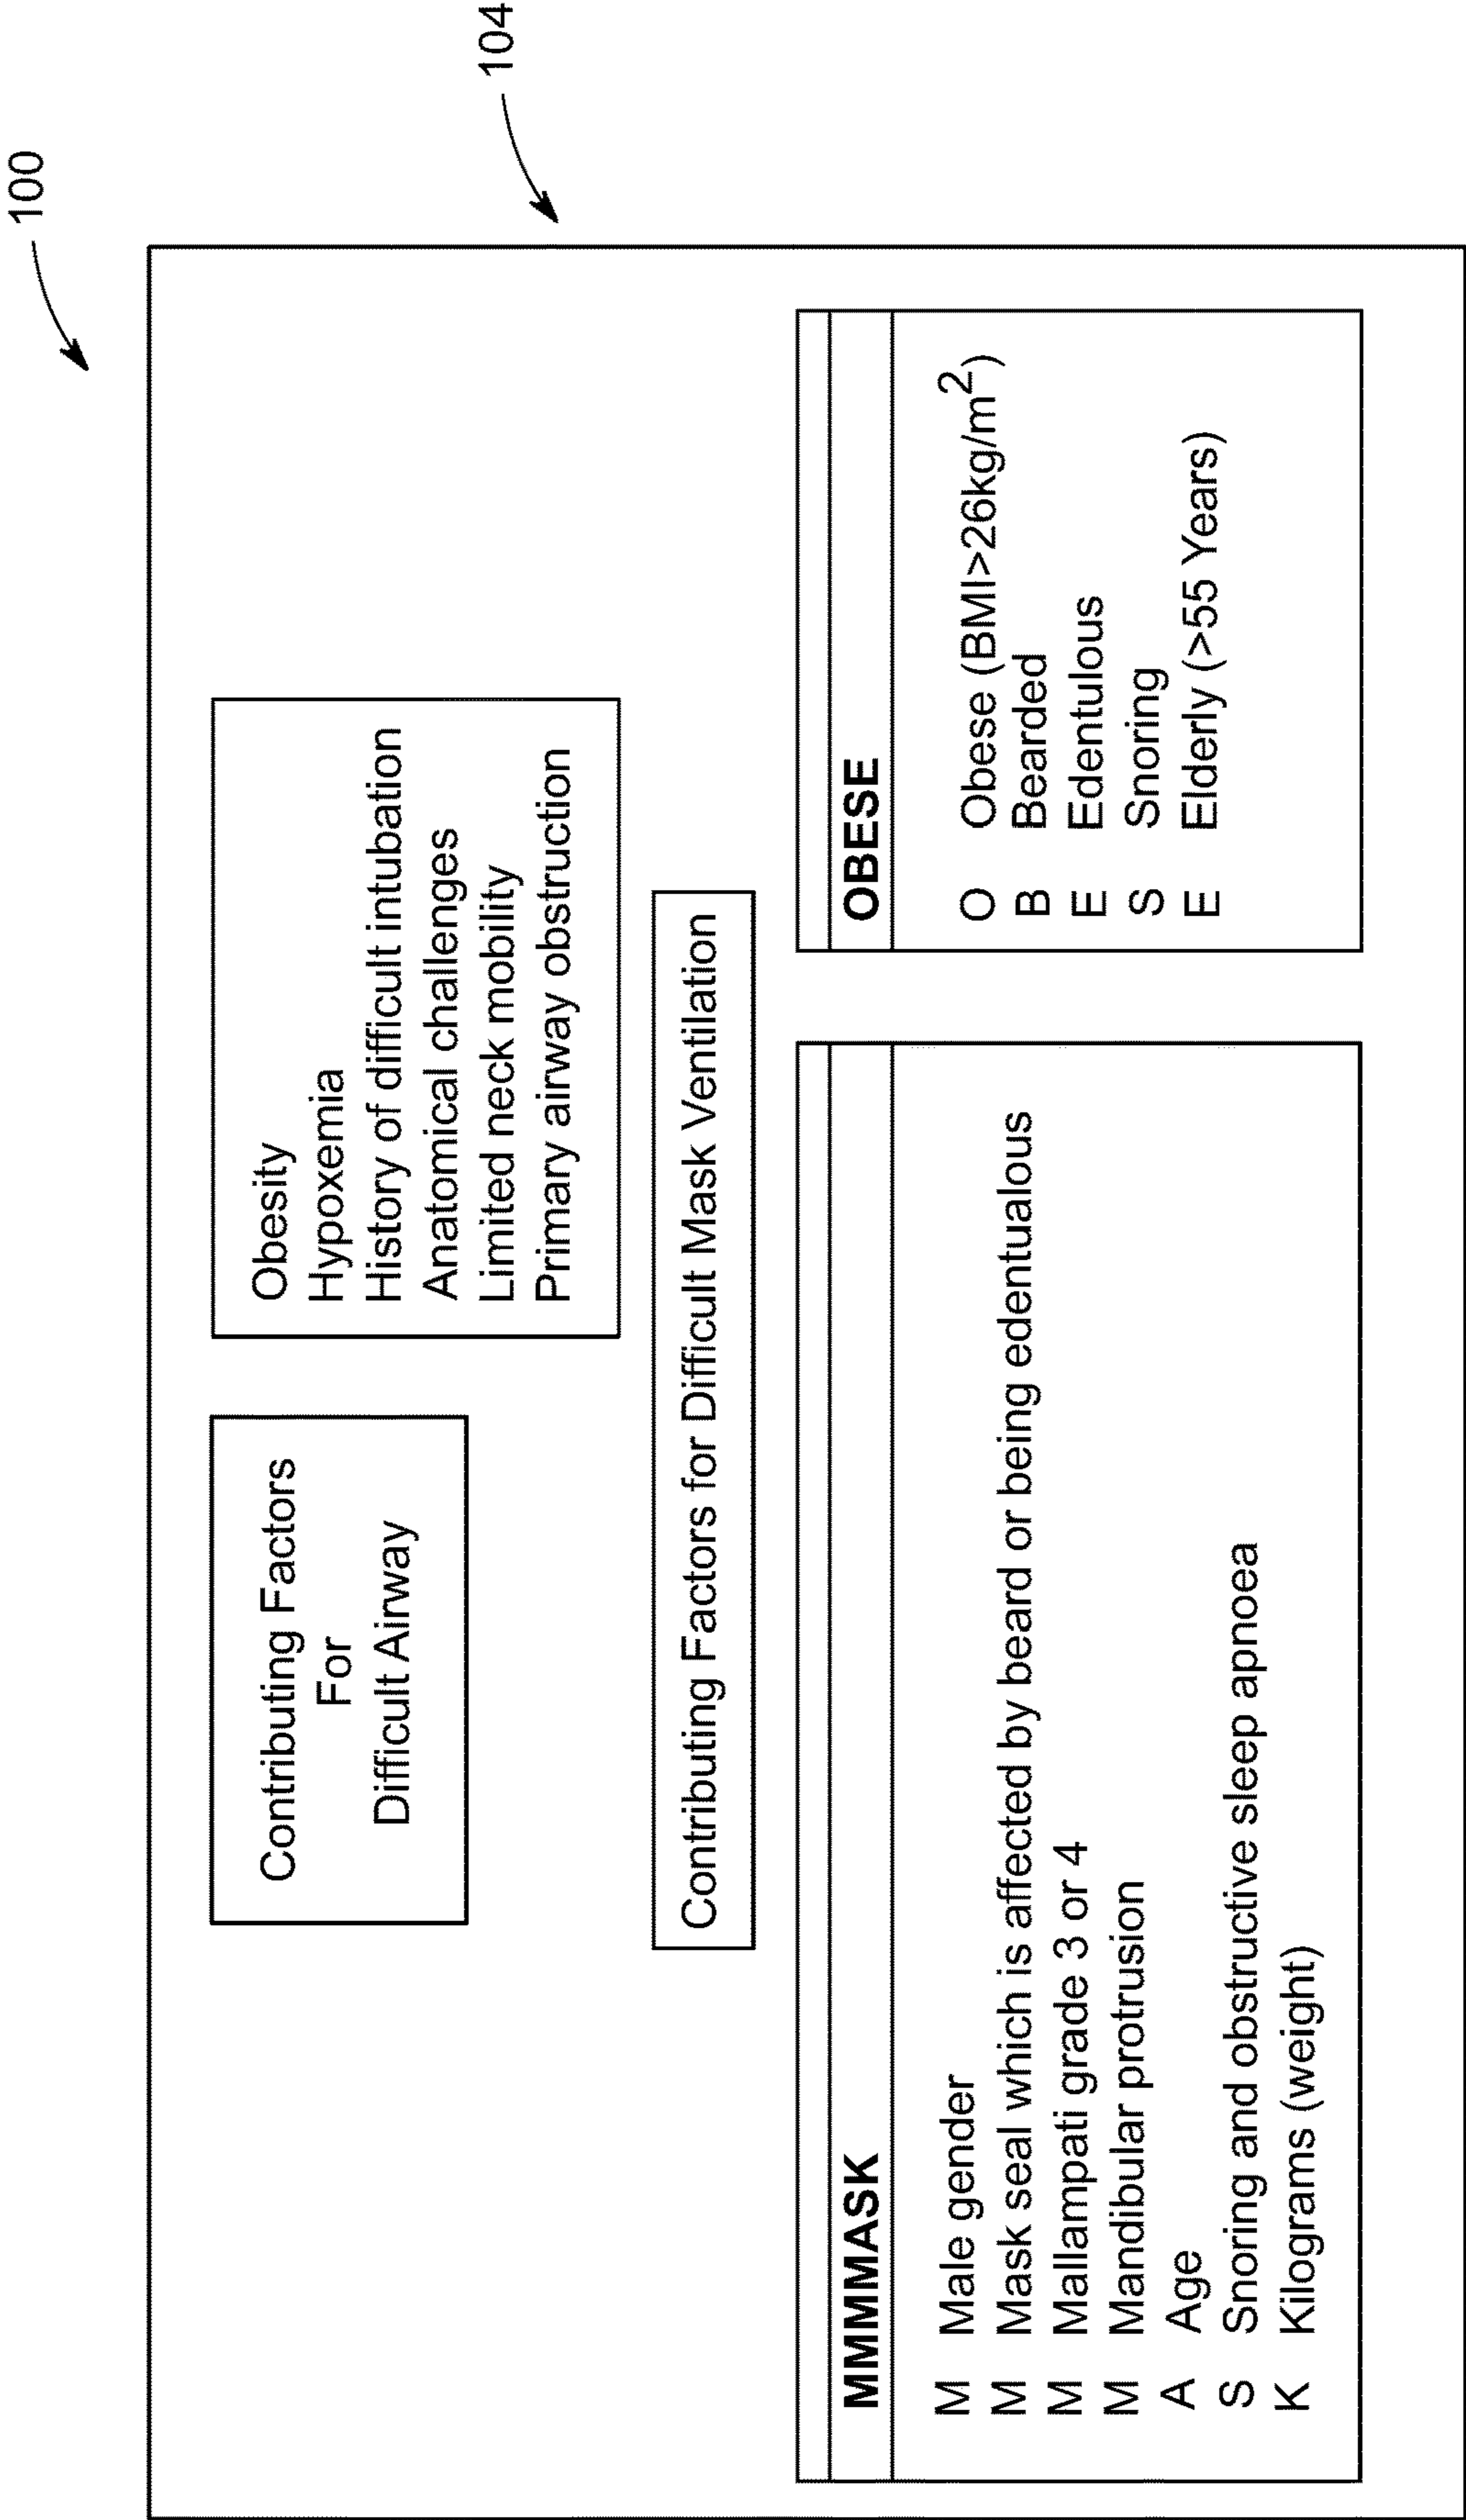 100
104
Contributing Factors
For
Difficult Airway
Obesity
Hypoxemia
History of difficult intubation
Anatomical challenges
Limited neck mobility
Primary airway obstruction
Contributing Factors for Difficult Mask Ventilation
MMMMASK
M Male gender
M Mask seal which is affected by beard or being edentualous
M Mallampati grade 3 or 4
M Mandibular protrusion
A Age
S Snoring and obstructive sleep apnoea
K Kilograms (weight)
OBESE
O Obese (BMI>26kg/m²)
B Bearded
E Edentulous
S Snoring
E Elderly (>55 Years)